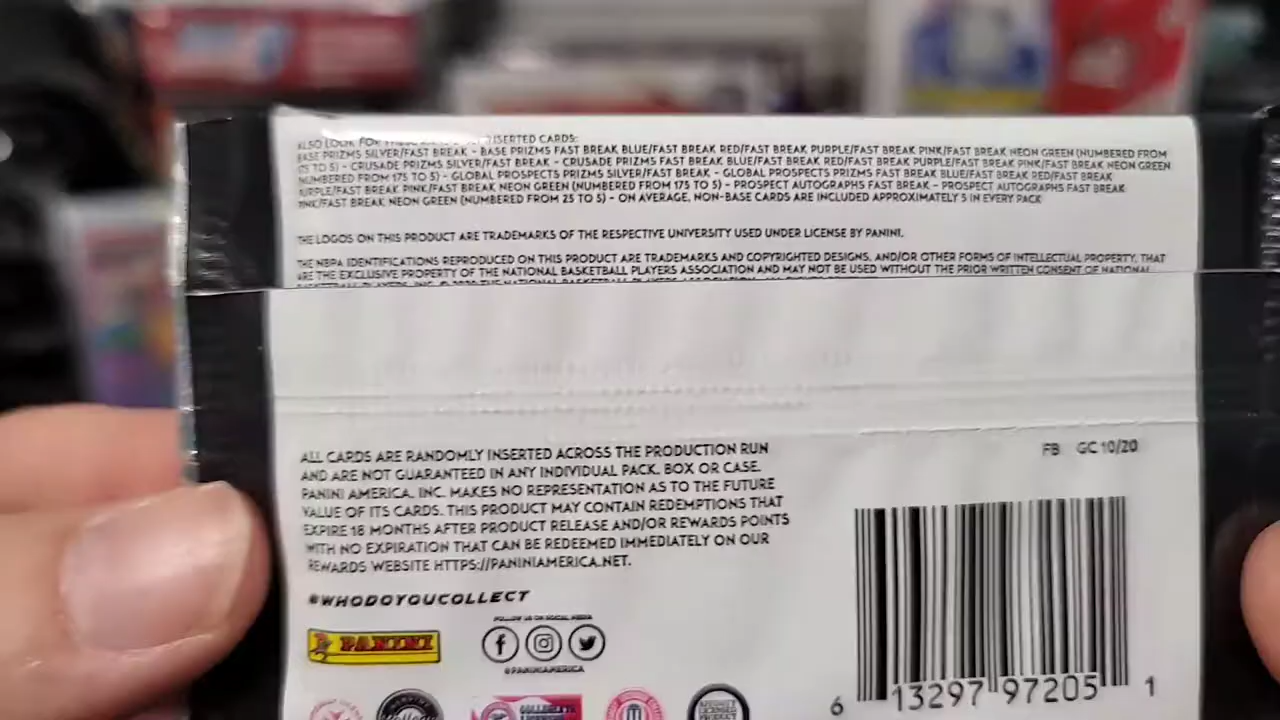 ALSO LOOK FOR INSERTED CARDS:
BASE PRIZMS SILVER/FAST BREAK - BASE PRIZMS FAST BREAK BLUE/FAST BREAK RED/FAST BREAK PURPLE/FAST BREAK PINK/FAST BREAK NEON GREEN (NUMBERED FROM
175 TO 5) - CRUSADE PRIZMS SILVER/FAST BREAK - CRUSADE PRIZMS FAST BREAK BLUE/FAST BREAK RED/FAST BREAK PURPLE/FAST BREAK PINK/FAST BREAK NEON GREEN
(NUMBERED FROM 175 TO 5) - GLOBAL PROSPECTS PRIZMS SILVER/FAST BREAK - GLOBAL PROSPECTS PRIZMS FAST BREAK BLUE/FAST BREAK RED/FAST BREAK
PURPLE/FAST BREAK PINK/FAST BREAK NEON GREEN (NUMBERED FROM 175 TO 5) - PROSPECT AUTOGRAPHS FAST BREAK - PROSPECT AUTOGRAPHS FAST BREAK
PINK/FAST BREAK NEON GREEN (NUMBERED FROM 25 TO 5) - ON AVERAGE, NON-BASE CARDS ARE INCLUDED APPROXIMATELY 5 IN EVERY PACK
THE LOGOS ON THIS PRODUCT ARE TRADEMARKS OF THE RESPECTIVE UNIVERSITY USED UNDER LICENSE BY PANINI.
THE NBPA IDENTIFICATIONS REPRODUCED ON THIS PRODUCT ARE TRADEMARKS AND COPYRIGHTED DESIGNS, AND/OR OTHER FORMS OF INTELLECTUAL PROPERTY, THAT
ARE THE EXCLUSIVE PROPERTY OF THE NATIONAL BASKETBALL PLAYERS ASSOCIATION AND MAY NOT BE USED WITHOUT THE PRIOR WRITTEN CONSENT OF NATIONAL
ALL CARDS ARE RANDOMLY INSERTED ACROSS THE PRODUCTION RUN
AND ARE NOT GUARANTEED IN ANY INDIVIDUAL PACK, BOX OR CASE.
PANINI AMERICA, INC. MAKES NO REPRESENTATION AS TO THE FUTURE
VALUE OF ITS CARDS. THIS PRODUCT MAY CONTAIN REDEMPTIONS THAT
EXPIRE 18 MONTHS AFTER PRODUCT RELEASE AND/OR REWARDS POINTS
WITH NO EXPIRATION THAT CAN BE REDEEMED IMMEDIATELY ON OUR
REWARDS WEBSITE HTTPS://PANINIAMERICA.NET.
#WHODOYOUCOLLECT
PANINI
FOLLOW US ON SOCIAL MEDIA
@PANINIAMERICA
FB GC 10/20
6 13297 97205 1